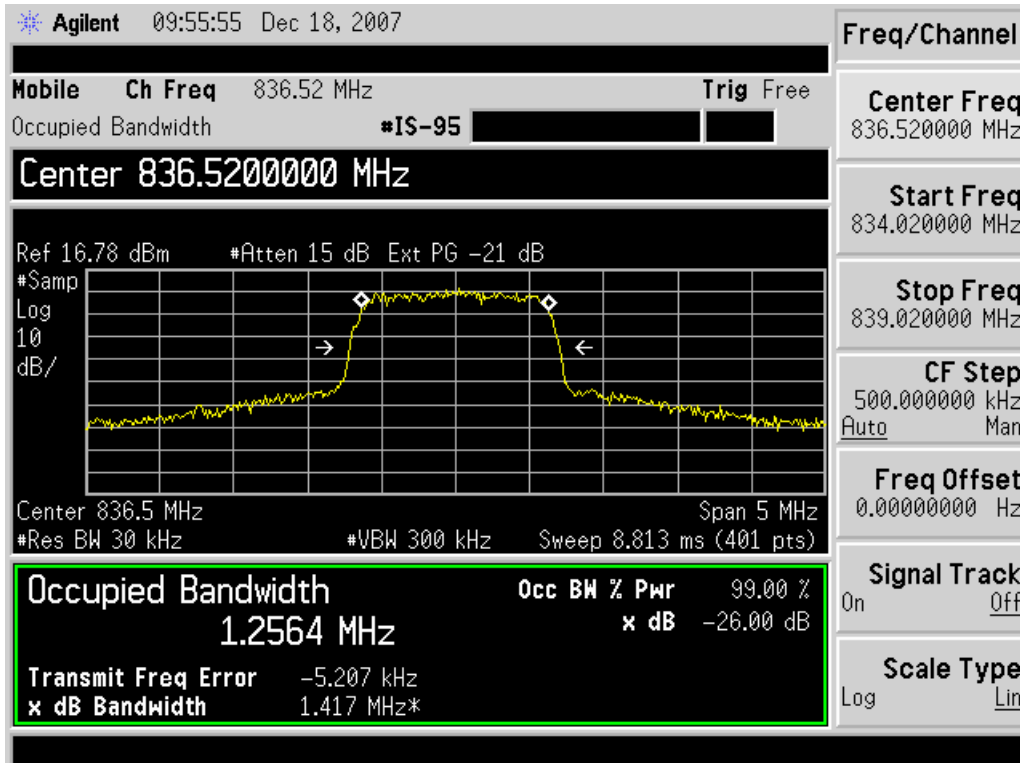 Agilent 09:55:55 Dec 18, 2007
Mobile Ch Freq 836.52 MHz Trig Free
Occupied Bandwidth #IS-95
Center 836.5200000 MHz
Ref 16.78 dBm #Atten 15 dB Ext PG -21 dB
#Samp
Log
10
dB/
Center 836.5 MHz Span 5 MHz
#Res BW 30 kHz #VBW 300 kHz Sweep 8.813 ms (401 pts)
Occupied Bandwidth Occ BW % Pwr 99.00 %
1.2564 MHz x dB -26.00 dB
Transmit Freq Error -5.207 kHz
x dB Bandwidth 1.417 MHz*
Freq/Channel
Center Freq
836.520000 MHz
Start Freq
834.020000 MHz
Stop Freq
839.020000 MHz
CF Step
500.000000 kHz
Auto Man
Freq Offset
0.00000000 Hz
Signal Track
On Off
Scale Type
Log Lin